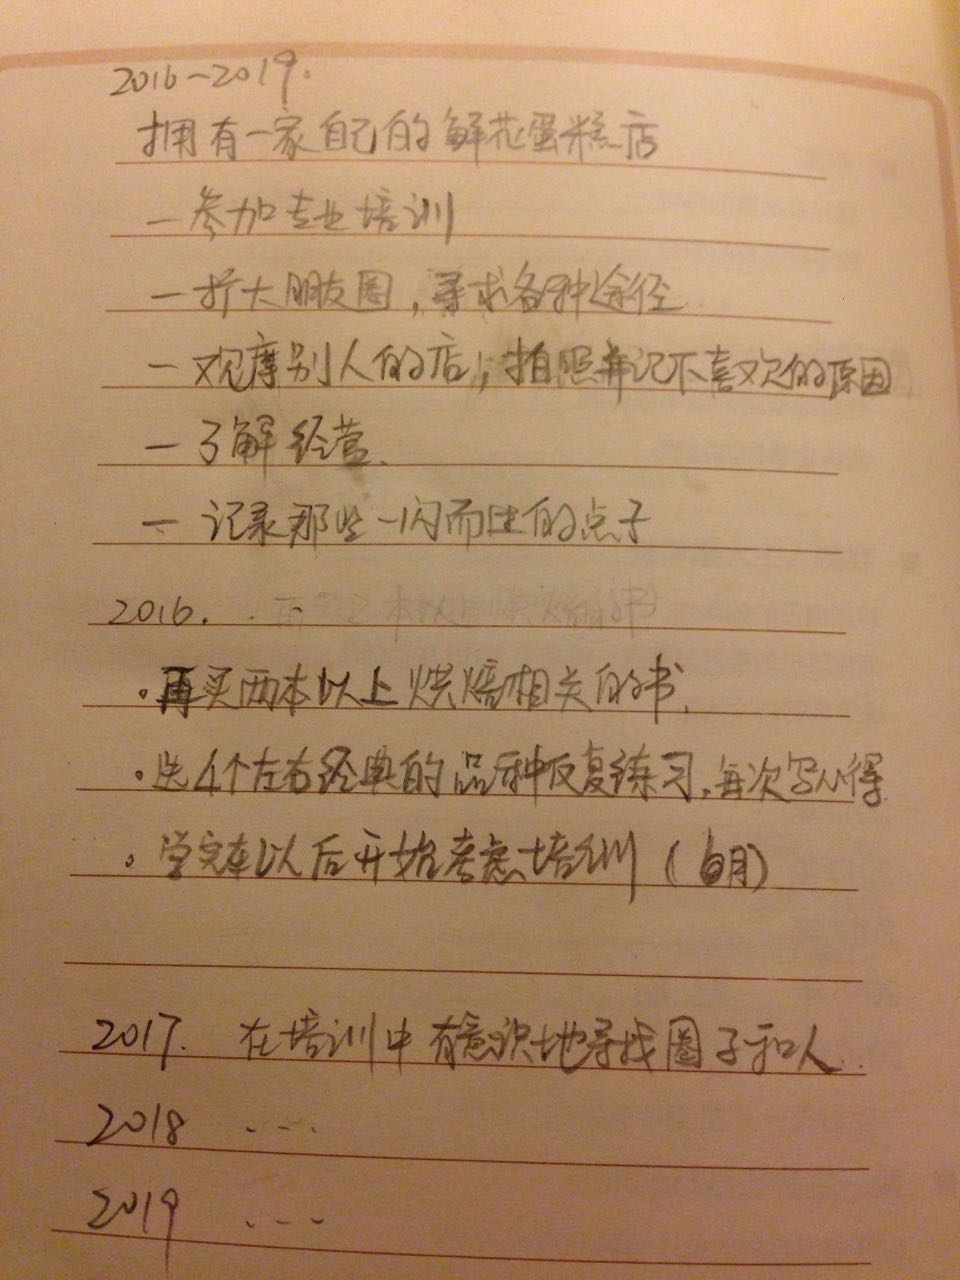 2016~2019.
拥有一家自己的鲜花蛋糕店
一参加专业培训
一扩大朋友圈,寻求各种途径
一观摩别人的店,拍照并记不喜欢的原因
一了解经营.
一记录那些一闪而过的点子
2016.
·再买两本以上烘焙相关的书.
·选4个左右经典的品种反复练习,每次写心得
。学完车以后开始考虑培训(月)
2017. 在培训中有意识地寻找圈子和人.
2018 ...
2019 ...